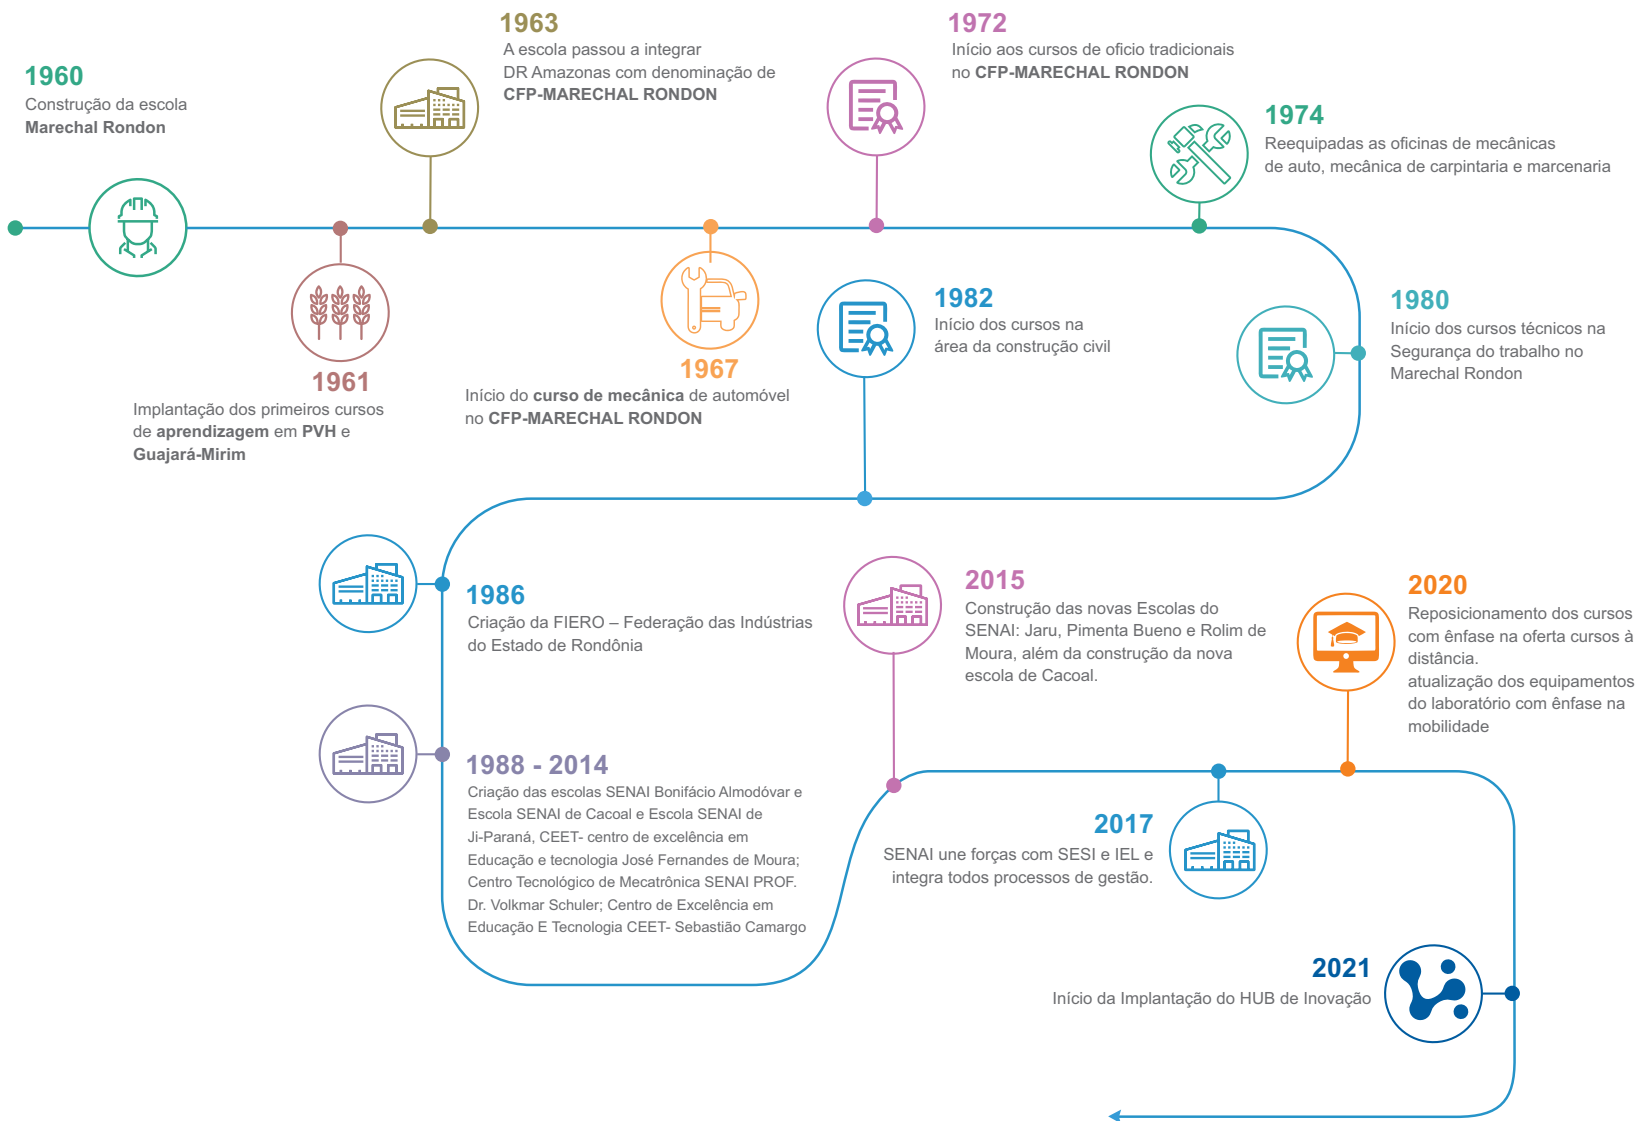 1960
Construção da escola
Marechal Rondon
1961
Implantação dos primeiros cursos
de aprendizagem em PVH e
Guajará-Mirim
1963
A escola passou a integrar
DR Amazonas com denominação de
CFP-MARECHAL RONDON
1967
Início do curso de mecânica de automóvel
no CFP-MARECHAL RONDON
1972
Início aos cursos de oficio tradicionais
no CFP-MARECHAL RONDON
1974
Reequipadas as oficinas de mecânicas
de auto, mecânica de carpintaria e marcenaria
1980
Início dos cursos técnicos na
Segurança do trabalho no
Marechal Rondon
1982
Início dos cursos na
área da construção civil
1986
Criação da FIERO – Federação das Indústrias
do Estado de Rondônia
1988 - 2014
Criação das escolas SENAI Bonifácio Almodóvar e
Escola SENAI de Cacoal e Escola SENAI de
Ji-Paraná, CEET- centro de excelência em
Educação e tecnologia José Fernandes de Moura;
Centro Tecnológico de Mecatrônica SENAI PROF.
Dr. Volkmar Schuler; Centro de Excelência em
Educação E Tecnologia CEET- Sebastião Camargo
2015
Construção das novas Escolas do
SENAI: Jaru, Pimenta Bueno e Rolim de
Moura, além da construção da nova
escola de Cacoal.
2017
SENAI une forças com SESI e IEL e
integra todos processos de gestão.
2020
Reposicionamento dos cursos
com ênfase na oferta cursos à
distância.
atualização dos equipamentos
do laboratório com ênfase na
mobilidade
2021
Início da Implantação do HUB de Inovação